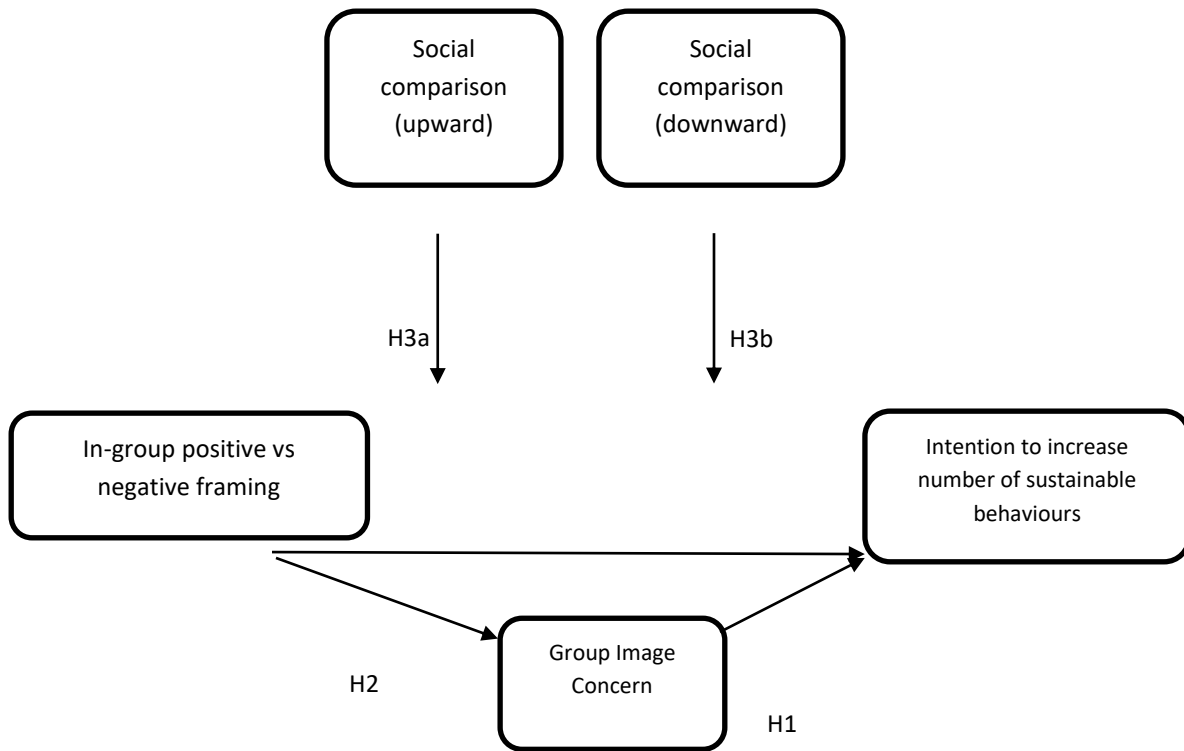 Social
comparison
(upward)
Social
comparison
(downward)
H3a
H3b
In-group positive vs
negative framing
Intention to increase
number of sustainable
behaviours
Group Image
Concern
H2
H1